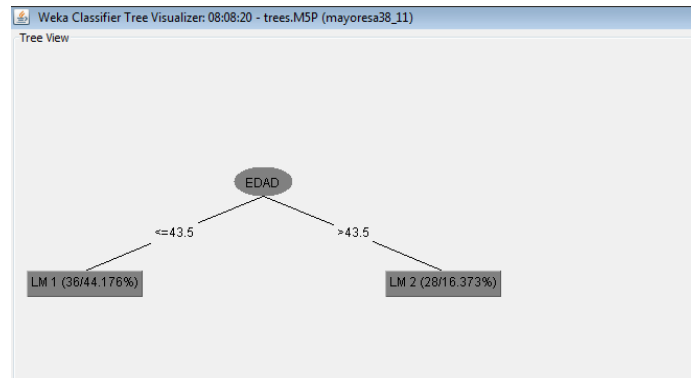 Weka Classifier Tree Visualizer: 08:08:20 - trees.M5P (mayoresa38_11)
Tree View
EDAD
<=43.5
>43.5
LM 1 (36/44.176%)
LM 2 (28/16.373%)